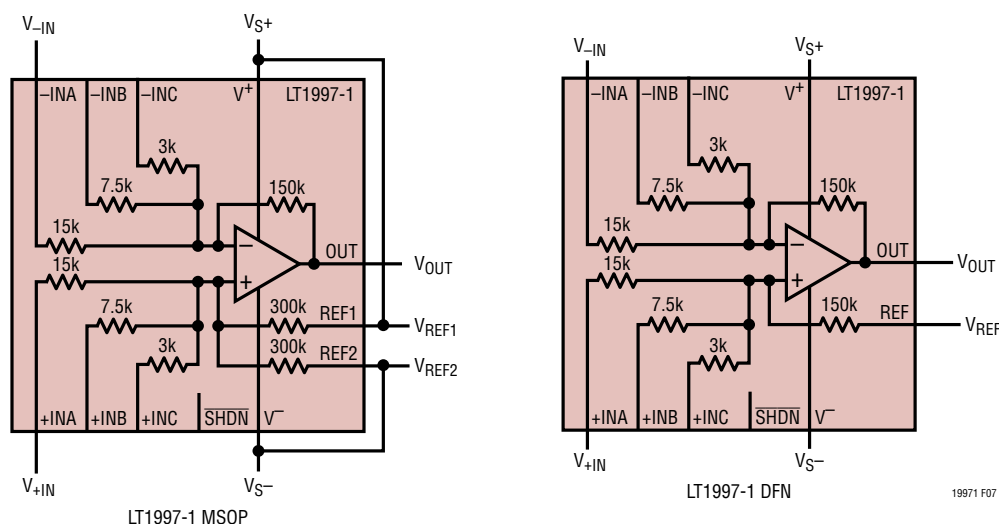 V–IN
VS+
–INA
–INB
–INC
V+
LT1997-1
3k
7.5k
150k
15k
–
OUT
VOUT
15k
+
7.5k
300k
REF1
VREF1
300k
REF2
VREF2
3k
+INA
+INB
+INC
SHDN
V–
V+IN
VS–
LT1997-1 MSOP
V–IN
VS+
–INA
–INB
–INC
V+
LT1997-1
3k
7.5k
150k
15k
–
OUT
VOUT
15k
+
7.5k
150k
REF
VREF
3k
+INA
+INB
+INC
SHDN
V–
V+IN
VS–
LT1997-1 DFN
19971 F07